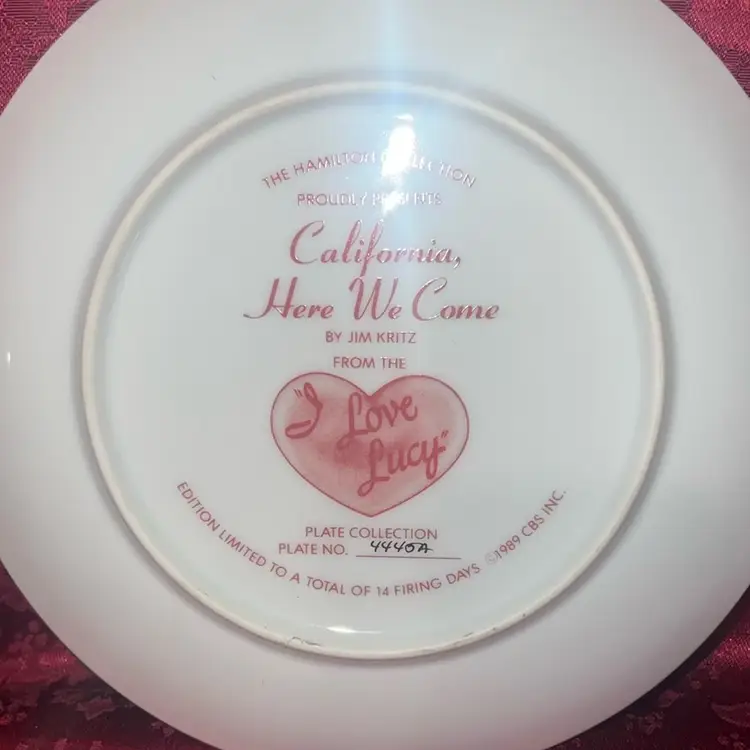 THE HAMILTON COLLECTION
PROUDLY PRESENTS
California,
Here We Come
BY JIM KRITZ
FROM THE
"I Love
Lucy"
PLATE COLLECTION
PLATE NO. 4440A
EDITION LIMITED TO A TOTAL OF 14 FIRING DAYS ©1989 CBS INC.